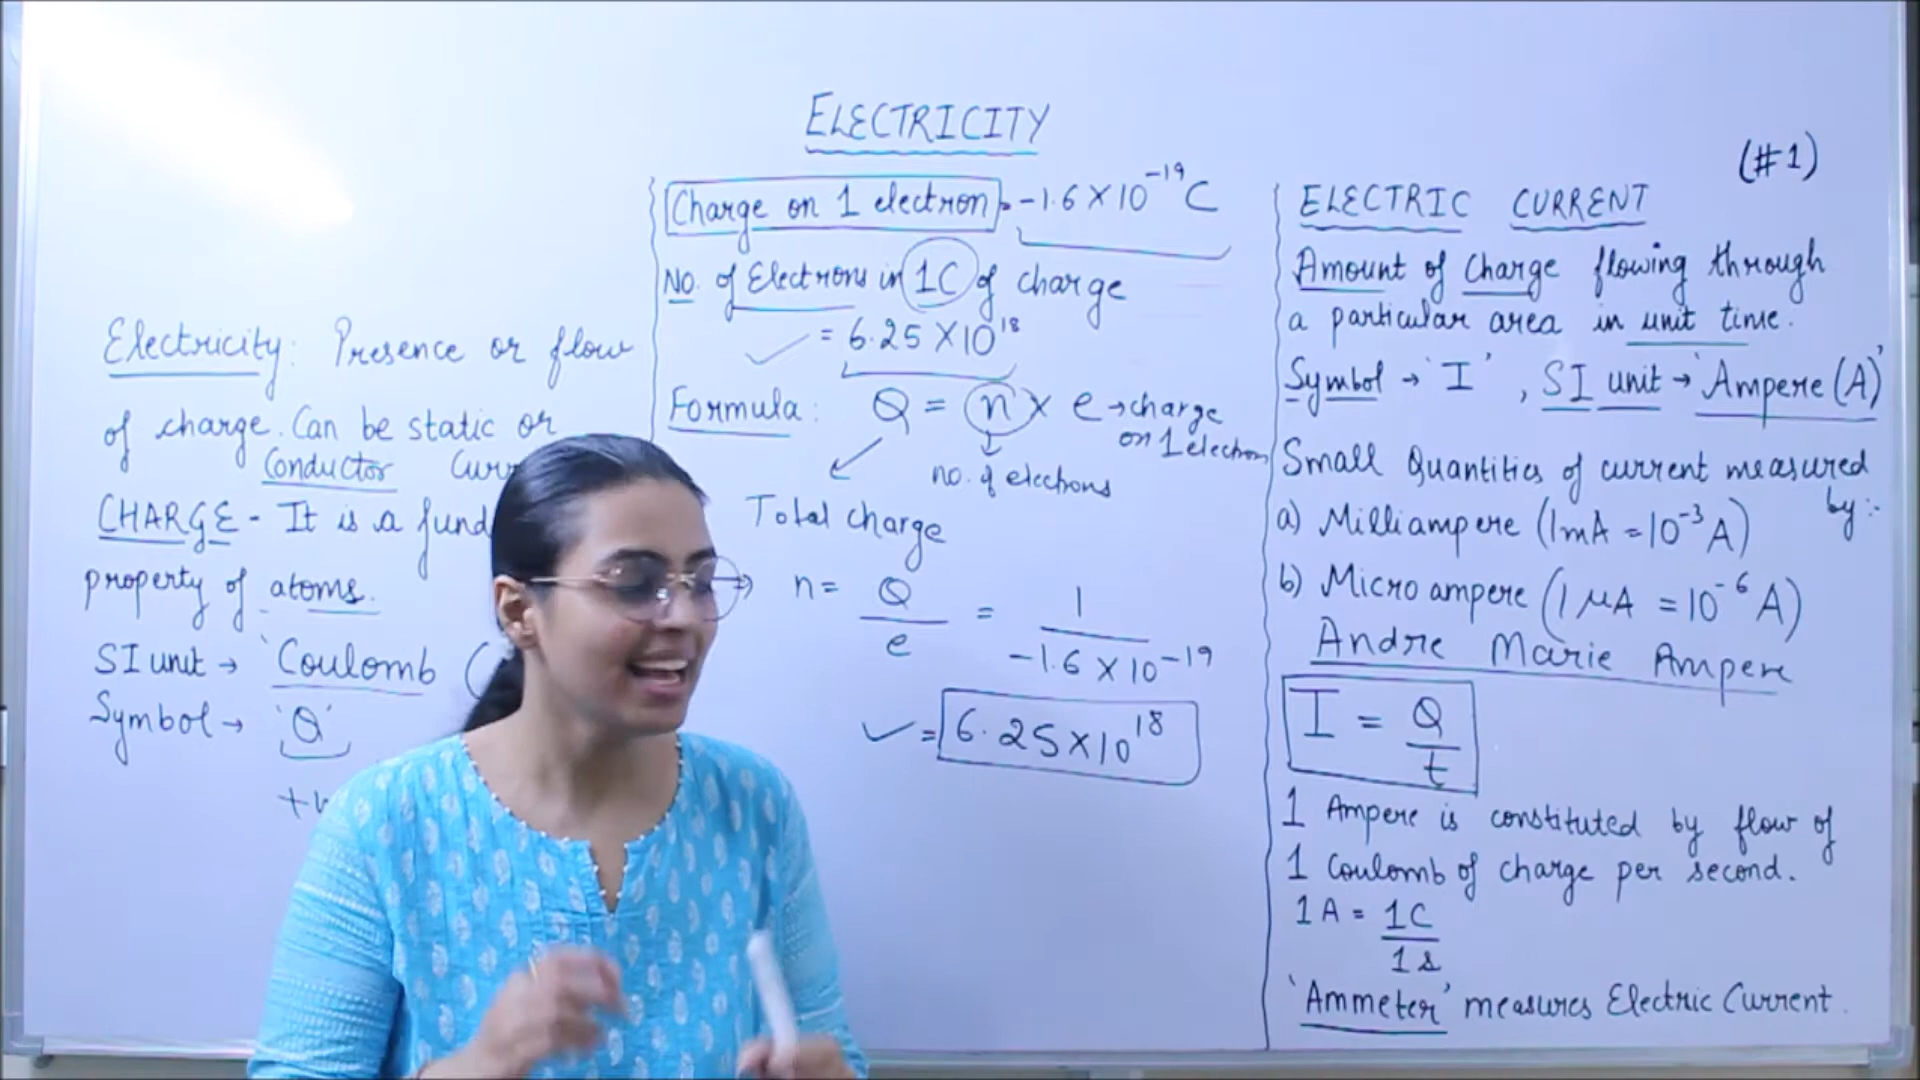 ELECTRICITY
(#1)
Electricity: Presence or flow
of charge. Can be static or
Conductor
CHARGE - It is a
property of atoms.
SI unit → 'Coulomb (
Symbol → 'Q'
Charge on 1 electron = -1.6 × 10⁻¹⁹ C
No. of Electrons in 1C of charge
= 6.25 × 10¹⁸
Formula: Q = n × e → charge
on 1 electron
no. of electrons
Total charge
⇒ n = Q/e = 1/-1.6 × 10⁻¹⁹
= 6.25 × 10¹⁸
ELECTRIC CURRENT
Amount of Charge flowing through
a particular area in unit time.
Symbol → 'I', SI unit → 'Ampere (A)'
Small Quantities of current measured
by:-
a) Milliampere (1mA = 10⁻³ A)
b) Micro ampere (1 μA = 10⁻⁶ A)
Andre Marie Ampere
I = Q/t
1 Ampere is constituted by flow of
1 Coulomb of charge per second.
1A = 1C/1s
'Ammeter' measures Electric Current.